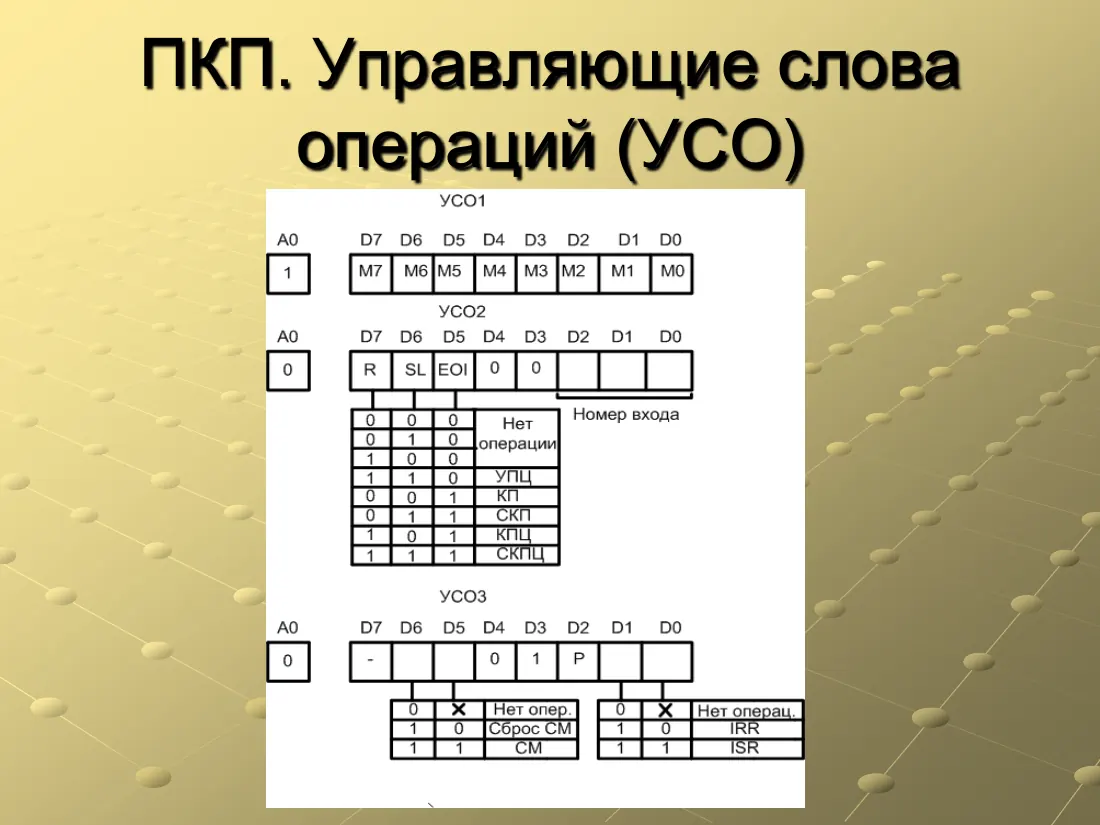 ПКП. Управляющие слова
операций (УСО)
УСО1
A0 D7 D6 D5 D4 D3 D2 D1 D0
1 M7 M6 M5 M4 M3 M2 M1 M0
УСО2
A0 D7 D6 D5 D4 D3 D2 D1 D0
0 R SL EOI 0 0
Номер входа
0 0 0 Нет
0 1 0 операции
1 0 0
1 1 0 УПЦ
0 0 1 КП
0 1 1 СКП
1 0 1 КПЦ
1 1 1 СКПЦ
УСО3
A0 D7 D6 D5 D4 D3 D2 D1 D0
0 - 0 1 P
0 × Нет опер. 0 × Нет операц.
1 0 Сброс СМ 1 0 IRR
1 1 СМ 1 1 ISR